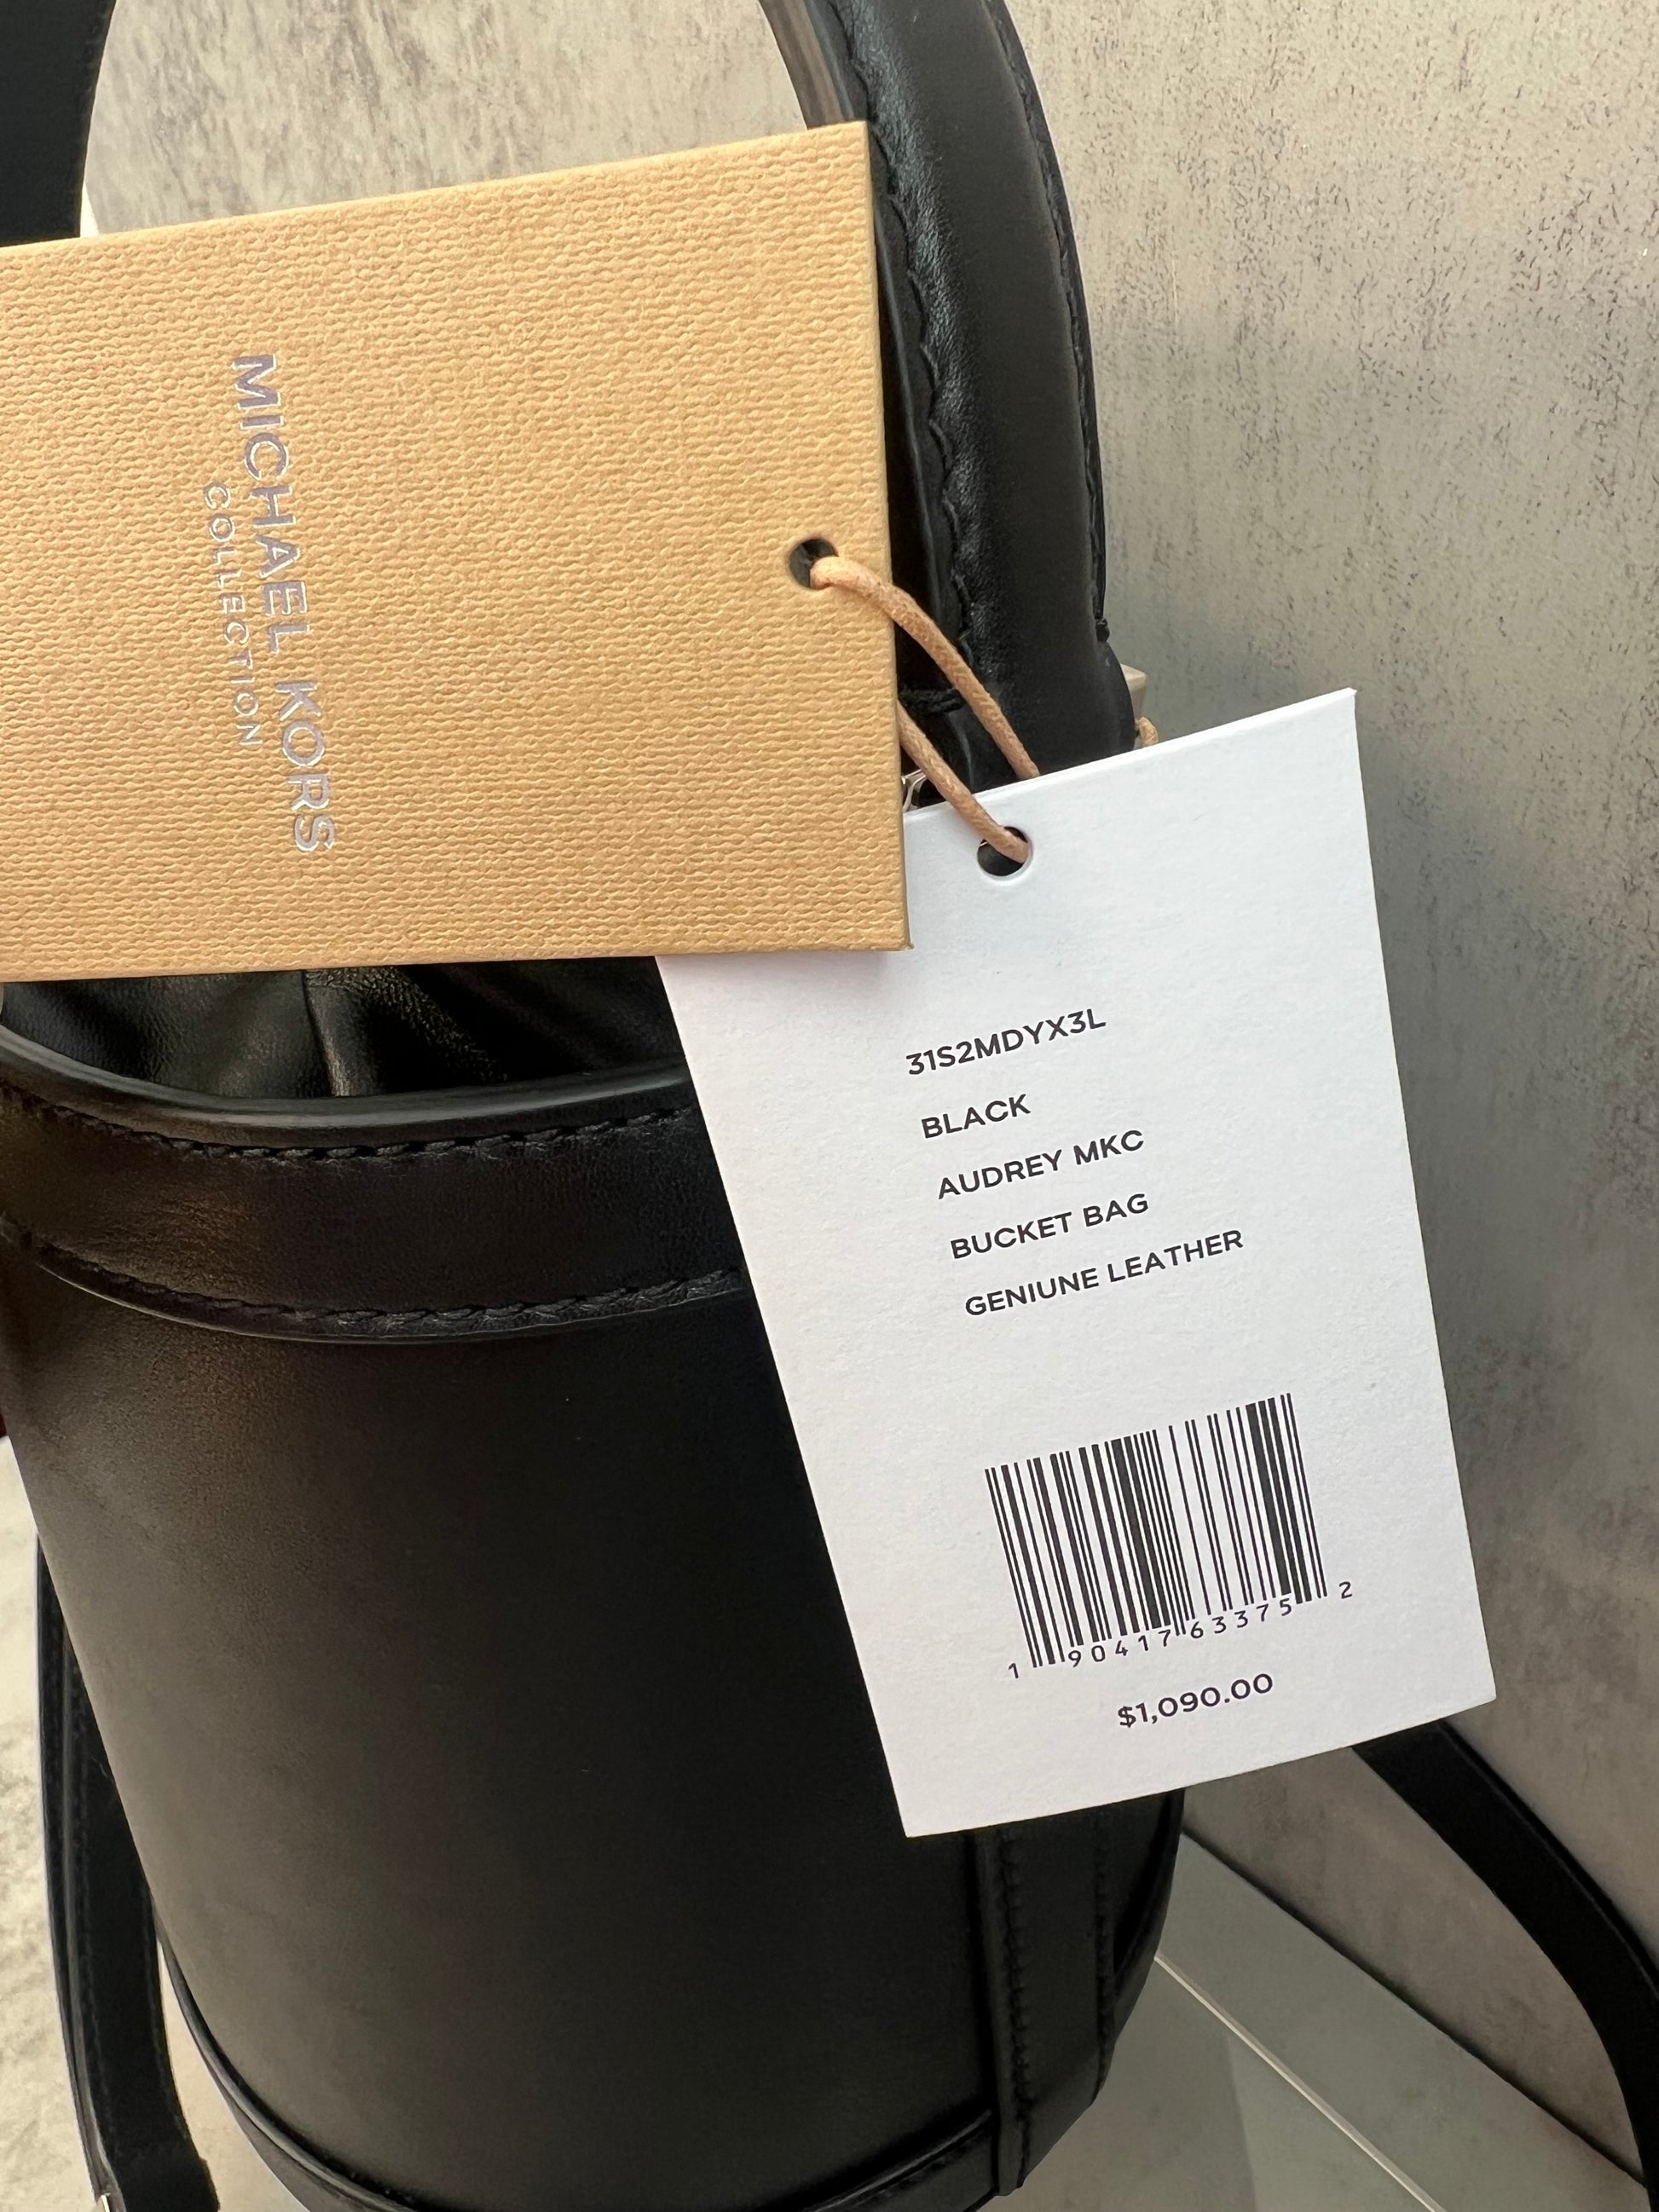 MICHAEL KORS
COLLECTION
31S2MDYX3L
BLACK
AUDREY MKC
BUCKET BAG
GENIUNE LEATHER
1 90417 63375 2
$1,090.00